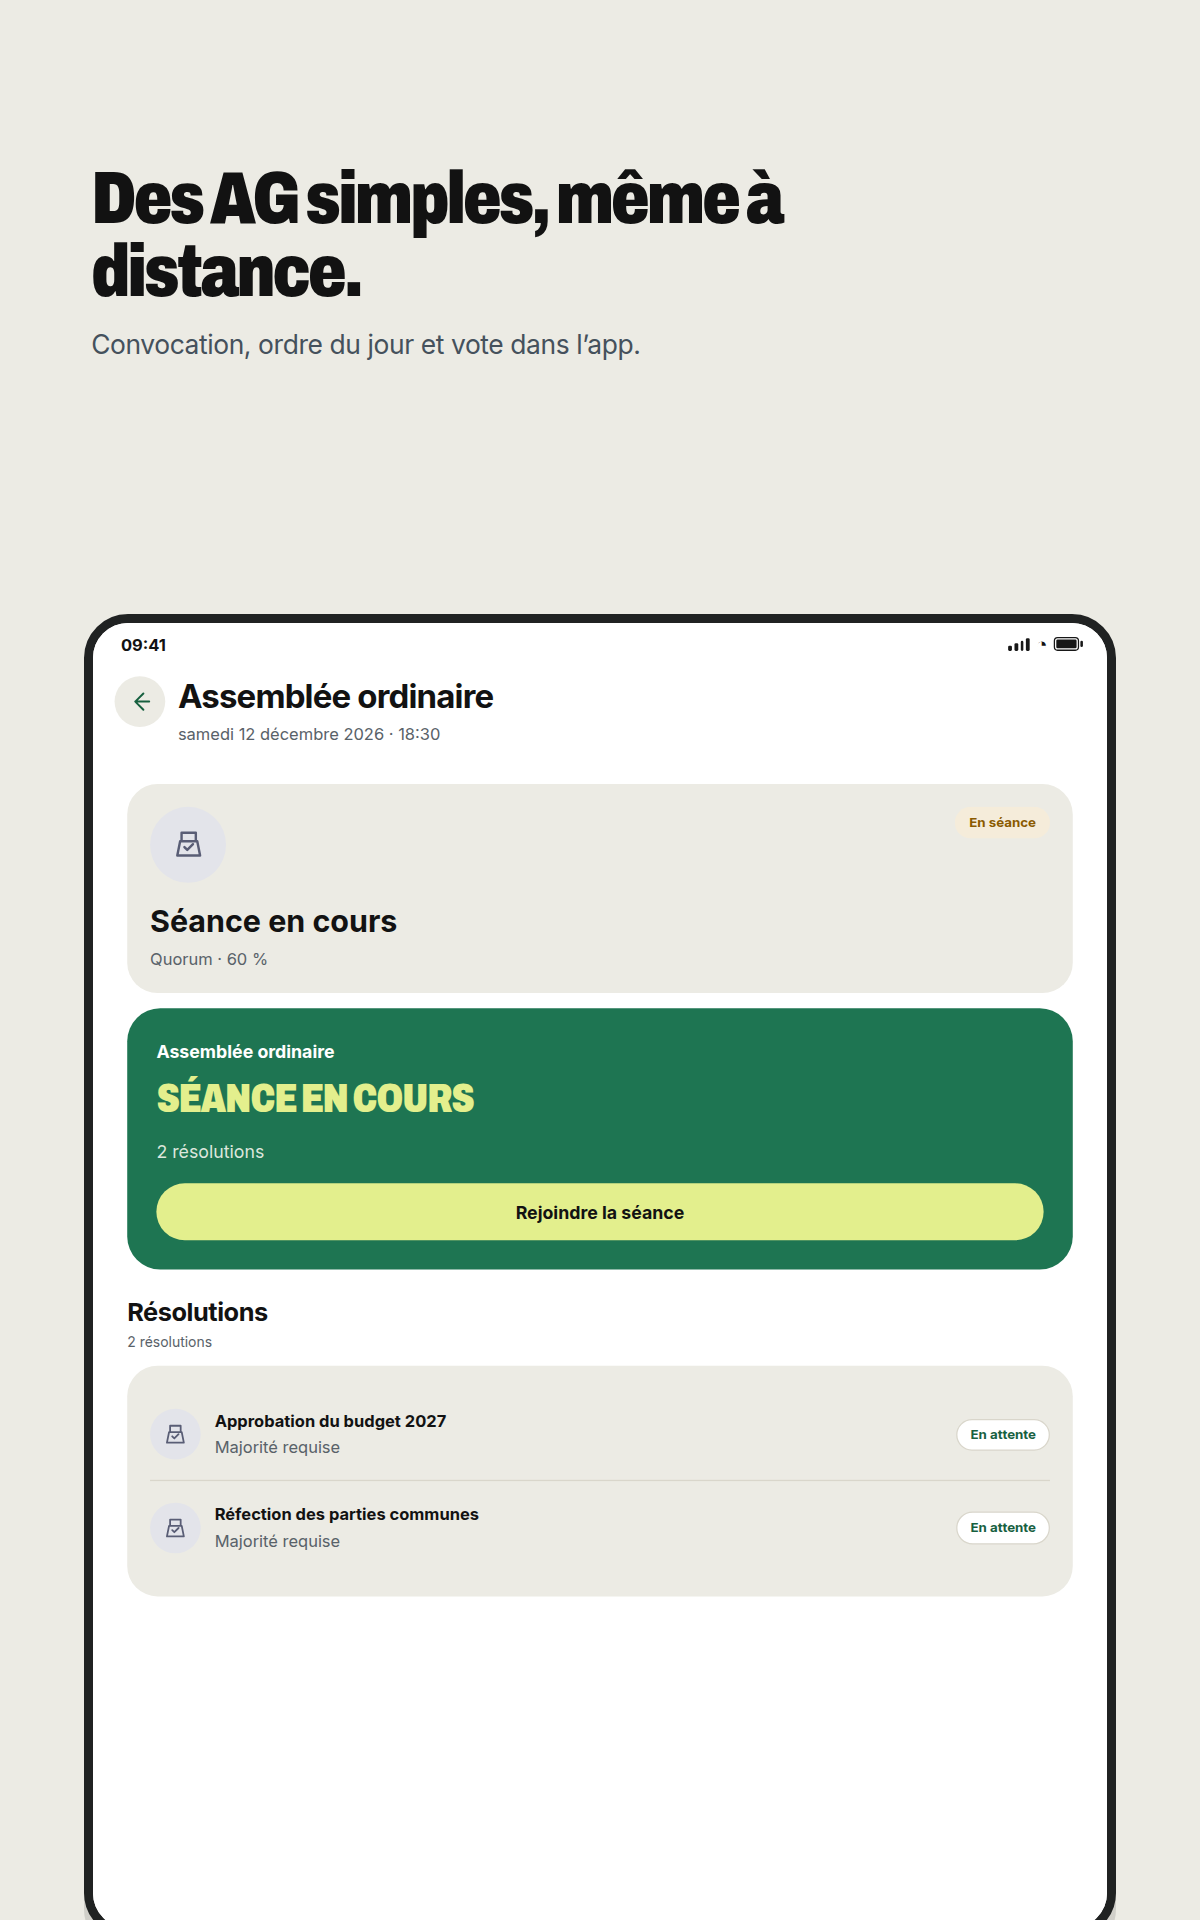 Des AG simples, même à
distance.
Convocation, ordre du jour et vote dans l’app.
09:41
Assemblée ordinaire
samedi 12 décembre 2026 · 18:30
En séance
Séance en cours
Quorum · 60 %
Assemblée ordinaire
SÉANCE EN COURS
2 résolutions
Rejoindre la séance
Résolutions
2 résolutions
Approbation du budget 2027
Majorité requise
En attente
Réfection des parties communes
Majorité requise
En attente